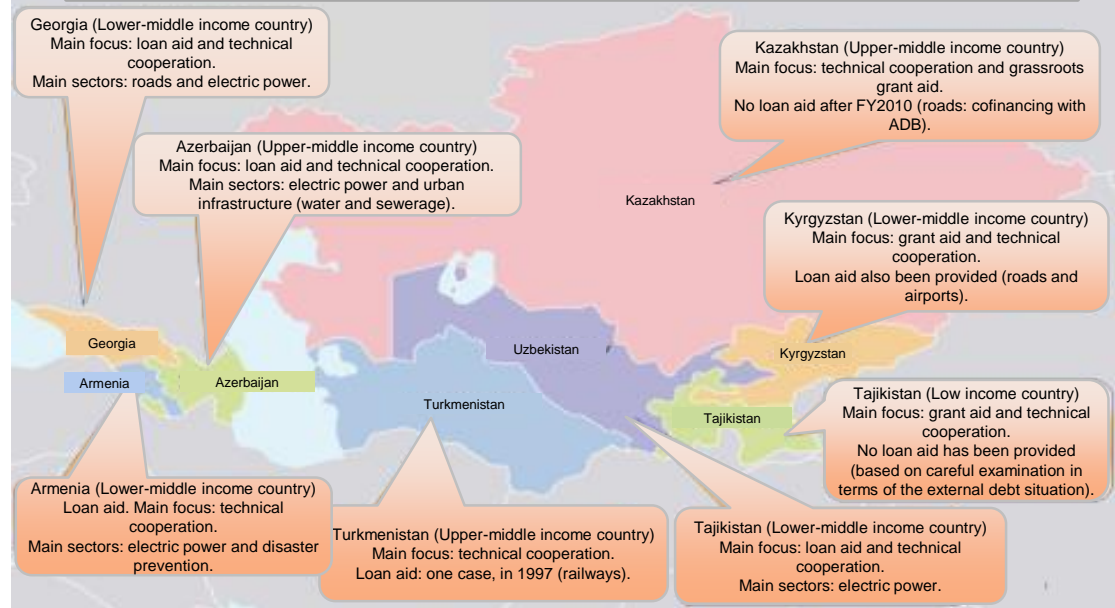 Georgia (Lower-middle income country)
Main focus: loan aid and technical
cooperation.
Main sectors: roads and electric power.
Kazakhstan (Upper-middle income country)
Main focus: technical cooperation and grassroots
grant aid.
No loan aid after FY2010 (roads: cofinancing with
ADB).
Azerbaijan (Upper-middle income country)
Main focus: loan aid and technical cooperation.
Main sectors: electric power and urban
infrastructure (water and sewerage).
Kazakhstan
Kyrgyzstan (Lower-middle income country)
Main focus: grant aid and technical
cooperation.
Loan aid also been provided (roads and
airports).
Georgia
Uzbekistan
Kyrgyzstan
Armenia
Azerbaijan
Turkmenistan
Tajikistan
Tajikistan (Low income country)
Main focus: grant aid and technical
cooperation.
No loan aid has been provided
(based on careful examination in
terms of the external debt situation).
Armenia (Lower-middle income country)
Loan aid. Main focus: technical
cooperation.
Main sectors: electric power and disaster
prevention.
Turkmenistan (Upper-middle income country)
Main focus: technical cooperation.
Loan aid: one case, in 1997 (railways).
Tajikistan (Lower-middle income country)
Main focus: loan aid and technical
cooperation.
Main sectors: electric power.